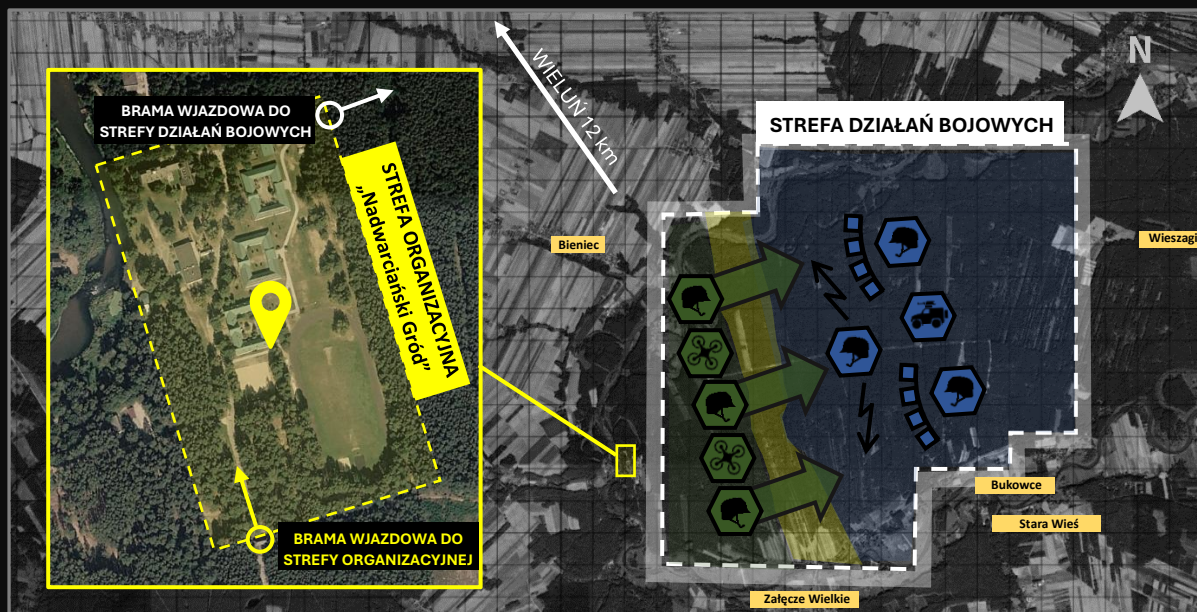 BRAMA WJAZDOWA DO
STREFY DZIAŁAŃ BOJOWYCH
STREFA ORGANIZACYJNA
„Nadwarciański Gród”
BRAMA WJAZDOWA DO
STREFY ORGANIZACYJNEJ
WIELUŃ 12 km
N
STREFA DZIAŁAŃ BOJOWYCH
Bieniec
Wieszagi
Bukowce
Stara Wieś
Załęcze Wielkie